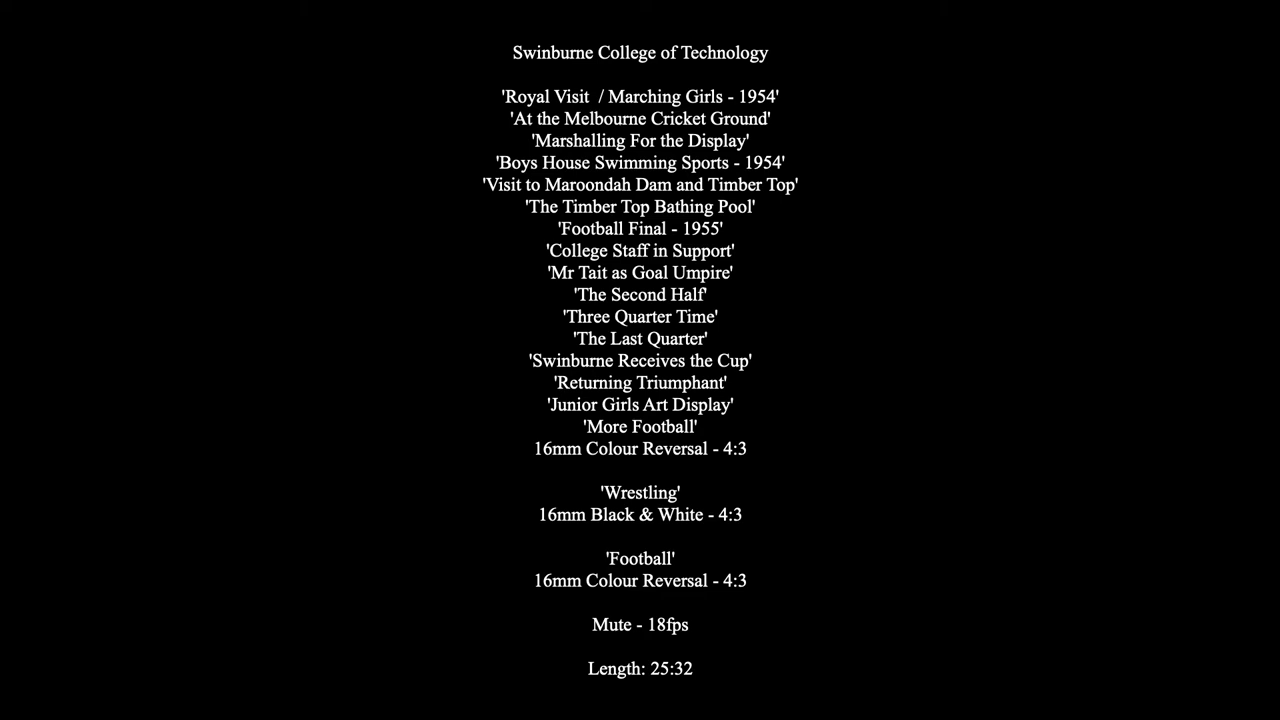 Swinburne College of Technology
'Royal Visit / Marching Girls - 1954'
'At the Melbourne Cricket Ground'
'Marshalling For the Display'
'Boys House Swimming Sports - 1954'
'Visit to Maroondah Dam and Timber Top'
'The Timber Top Bathing Pool'
'Football Final - 1955'
'College Staff in Support'
'Mr Tait as Goal Umpire'
'The Second Half'
'Three Quarter Time'
'The Last Quarter'
'Swinburne Receives the Cup'
'Returning Triumphant'
'Junior Girls Art Display'
'More Football'
16mm Colour Reversal - 4:3
'Wrestling'
16mm Black & White - 4:3
'Football'
16mm Colour Reversal - 4:3
Mute - 18fps
Length: 25:32